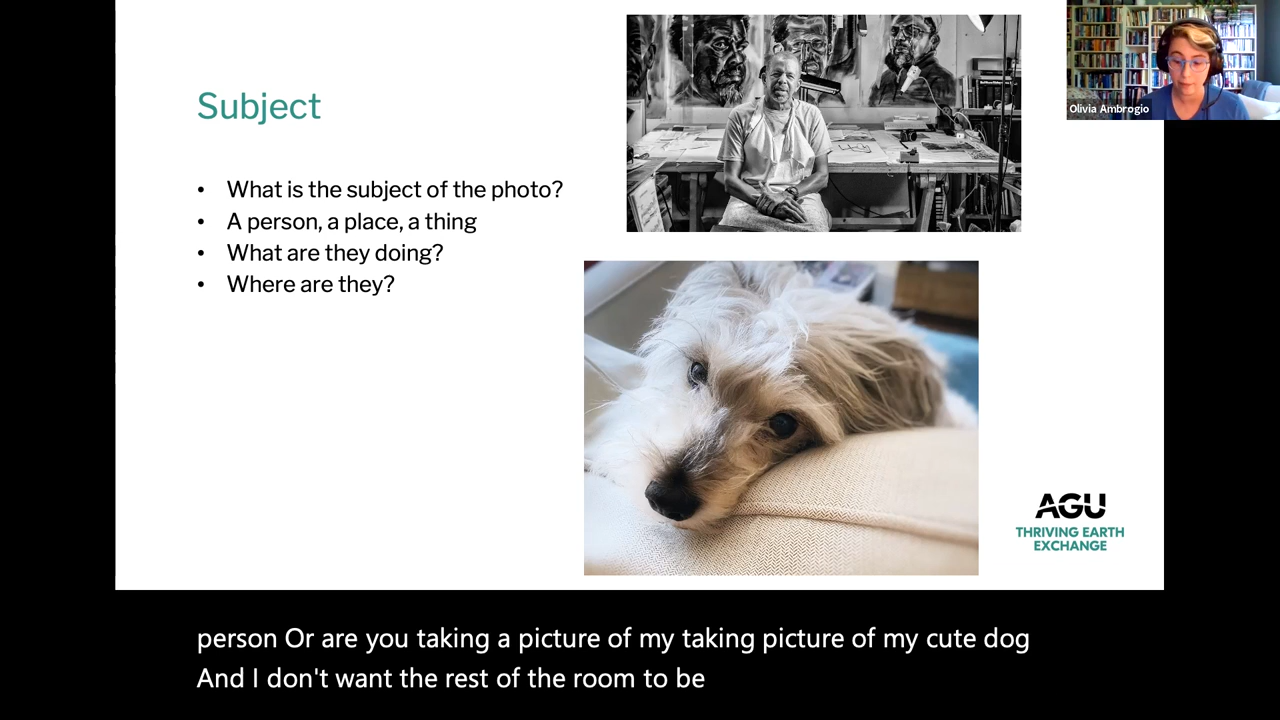 Subject
• What is the subject of the photo?
• A person, a place, a thing
• What are they doing?
• Where are they?
Olivia Ambrogio
AGU
THRIVING EARTH
EXCHANGE
person Or are you taking a picture of my taking picture of my cute dog
And I don't want the rest of the room to be